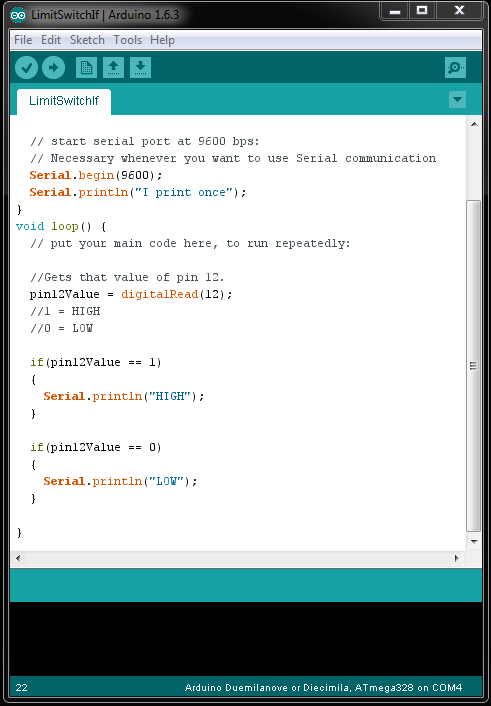 LimitSwitchIf | Arduino 1.6.3
File Edit Sketch Tools Help
LimitSwitchIf
// start serial port at 9600 bps:
// Necessary whenever you want to use Serial communication
Serial.begin(9600);
Serial.println("I print once");
}
void loop() {
// put your main code here, to run repeatedly:
//Gets that value of pin 12.
pin12Value = digitalRead(12);
//1 = HIGH
//0 = LOW
if(pin12Value == 1)
{
Serial.println("HIGH");
}
if(pin12Value == 0)
{
Serial.println("LOW");
}
}
22 Arduino Duemilanove or Diecimila, ATmega328 on COM4